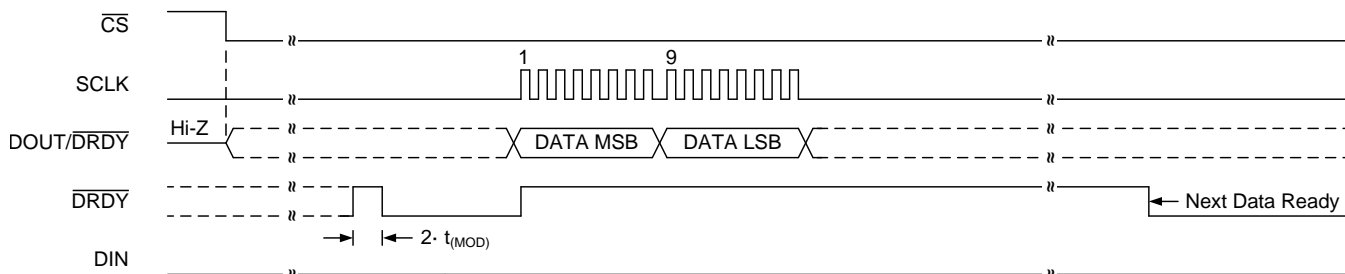 CS
1 9
SCLK
Hi-Z
DOUT/DRDY DATA MSB DATA LSB
DRDY Next Data Ready
2· t(MOD)
DIN